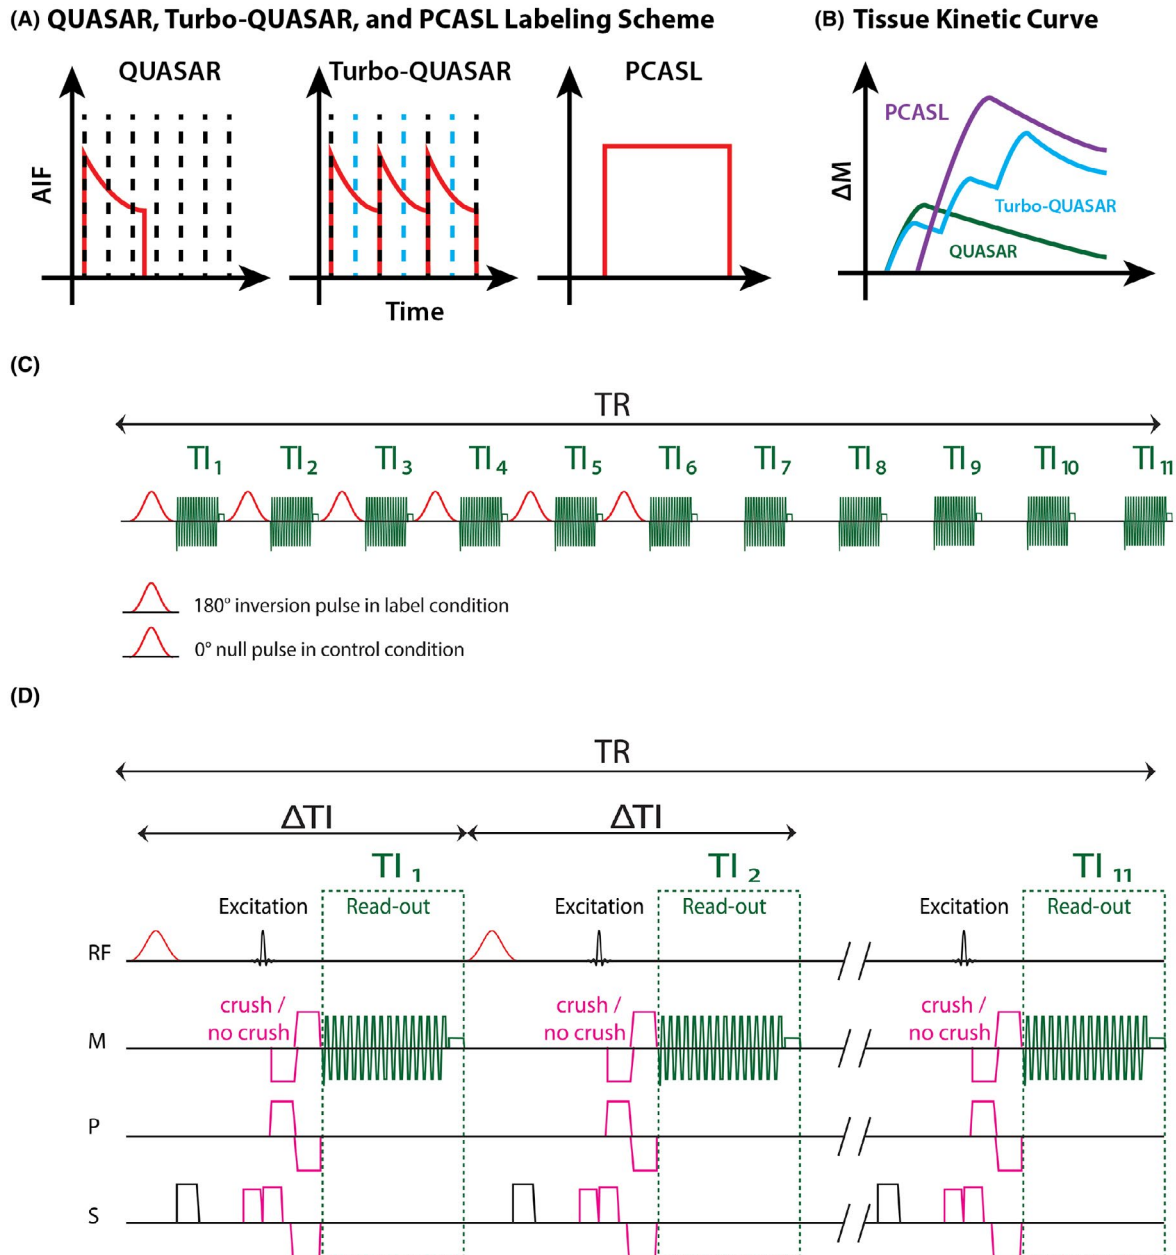 (A) QUASAR, Turbo-QUASAR, and PCASL Labeling Scheme
(B) Tissue Kinetic Curve
QUASAR
Turbo-QUASAR
PCASL
AIF
Time
ΔM
PCASL
Turbo-QUASAR
QUASAR
(C)
TR
TI1 TI2 TI3 TI4 TI5 TI6 TI7 TI8 TI9 TI10 TI11
180° inversion pulse in label condition
0° null pulse in control condition
(D)
TR
ΔTI ΔTI
TI1 TI2 TI11
Excitation Read-out Excitation Read-out Excitation Read-out
RF
crush / crush / crush /
no crush no crush no crush
M
P
S